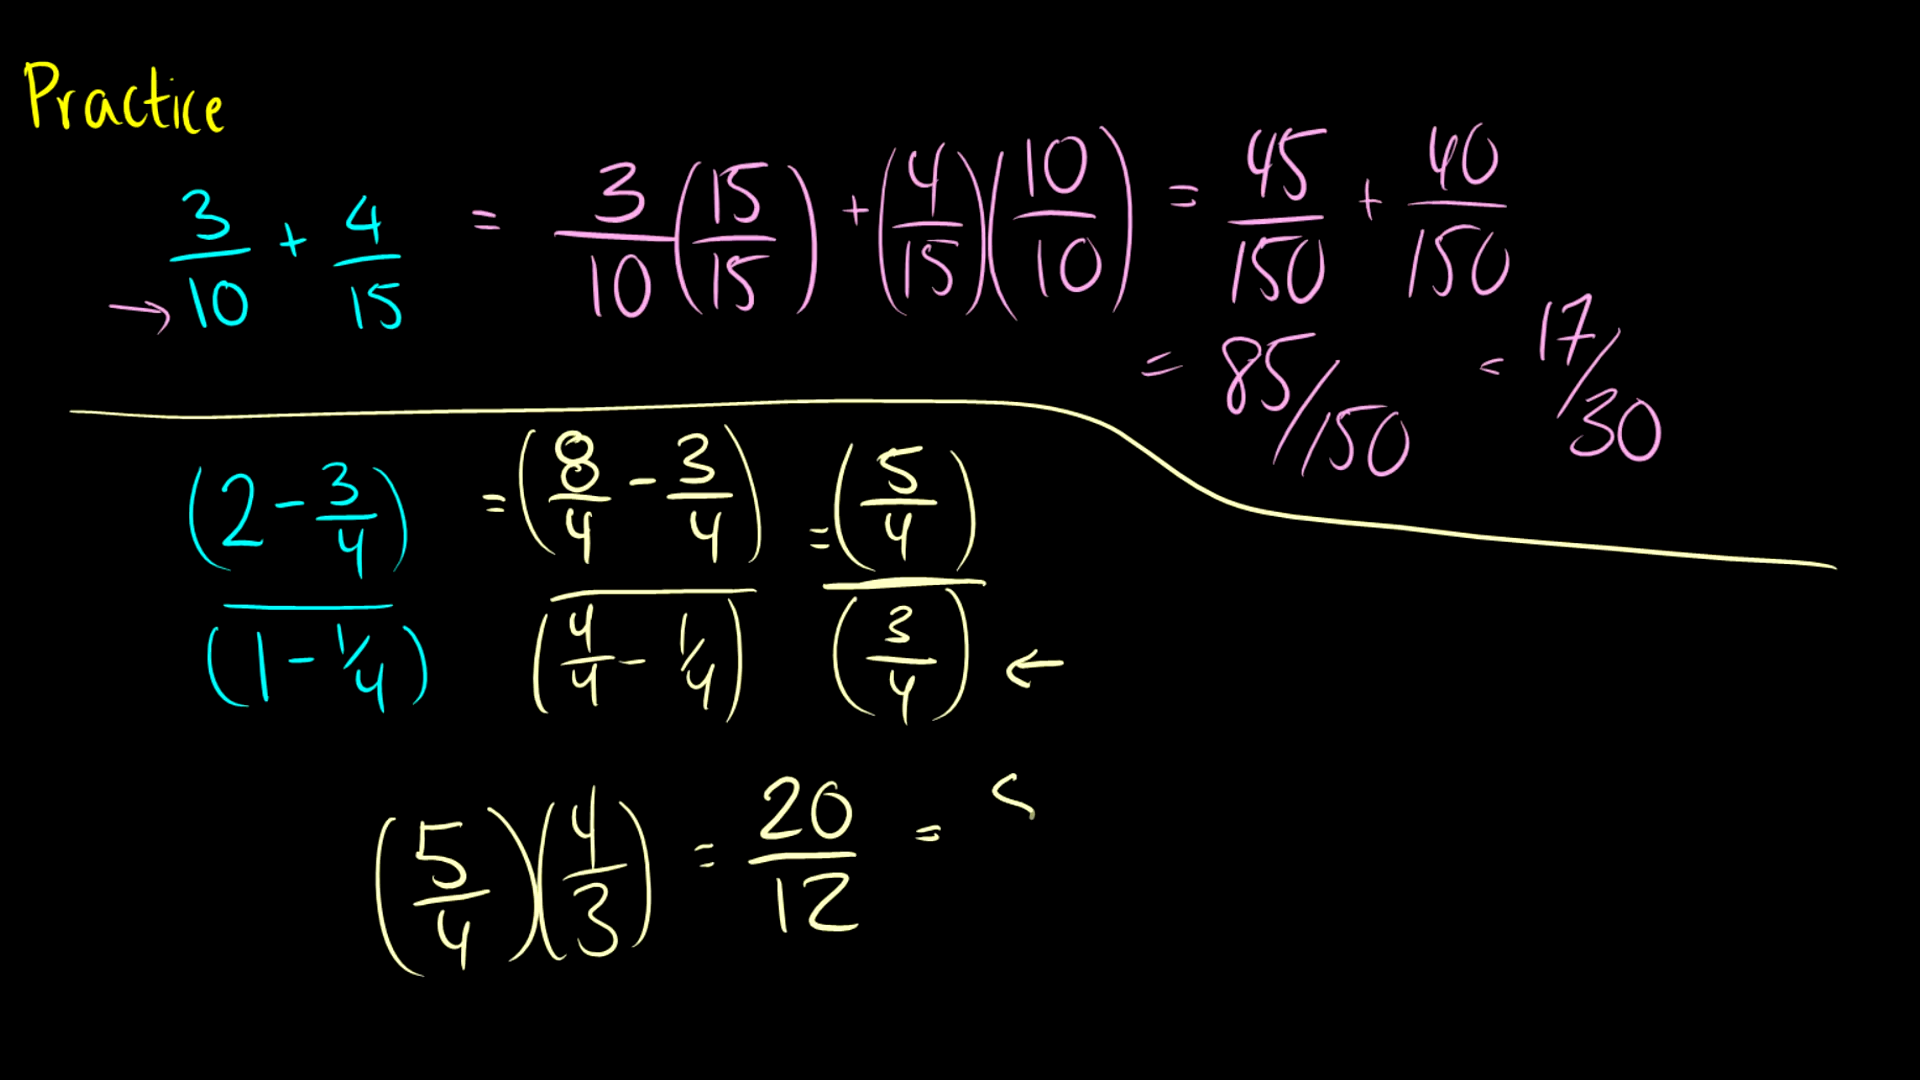 Practice
3/10 + 4/15 = 3/10 (15/15) + (4/15)(10/10) = 45/150 + 40/150
= 85/150 = 17/30
(2 - 3/4) / (1 - 1/4) = (8/4 - 3/4) / (4/4 - 1/4) = (5/4) / (3/4) ←
(5/4)(4/3) = 20/12 =